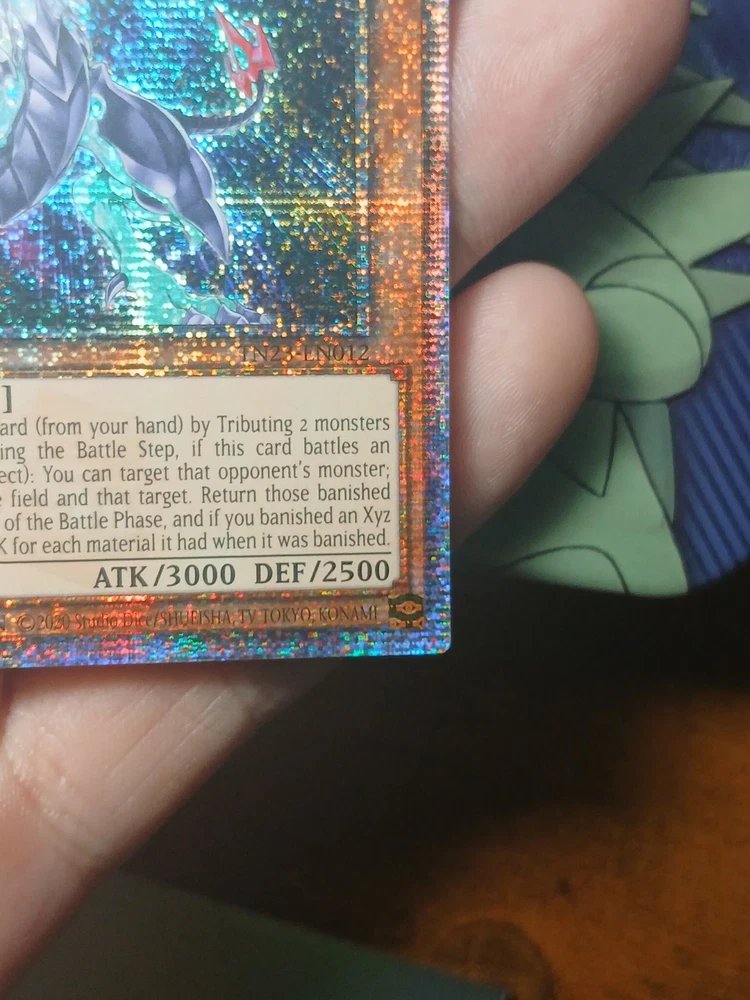 TN23-EN012
]
ard (from your hand) by Tributing 2 monsters
ing the Battle Step, if this card battles an
ect): You can target that opponent's monster;
e field and that target. Return those banished
of the Battle Phase, and if you banished an Xyz
K for each material it had when it was banished.
ATK/3000 DEF/2500
N ©2020 Studio Dice/SHUEISHA, TV TOKYO, KONAMI